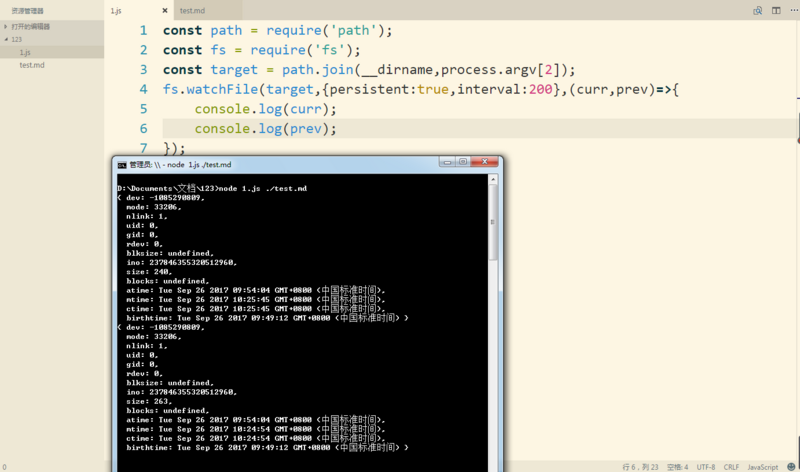 资源管理器
1.js
test.md
打开的编辑器
123
1.js
test.md
1 const path = require('path');
2 const fs = require('fs');
3 const target = path.join(__dirname,process.argv[2]);
4 fs.watchFile(target,{persistent:true,interval:200},(curr,prev)=>{
5 console.log(curr);
6 console.log(prev);
7 });
管理员: \\ - node 1.js ./test.md
D:\Documents\文档\123>node 1.js ./test.md
{ dev: -1085290809,
mode: 33206,
nlink: 1,
uid: 0,
gid: 0,
rdev: 0,
blksize: undefined,
ino: 237846355320512960,
size: 240,
blocks: undefined,
atime: Tue Sep 26 2017 09:54:04 GMT+0800 (中国标准时间),
mtime: Tue Sep 26 2017 10:25:45 GMT+0800 (中国标准时间),
ctime: Tue Sep 26 2017 10:25:45 GMT+0800 (中国标准时间),
birthtime: Tue Sep 26 2017 09:49:12 GMT+0800 (中国标准时间) }
{ dev: -1085290809,
mode: 33206,
nlink: 1,
uid: 0,
gid: 0,
rdev: 0,
blksize: undefined,
ino: 237846355320512960,
size: 263,
blocks: undefined,
atime: Tue Sep 26 2017 09:54:04 GMT+0800 (中国标准时间),
mtime: Tue Sep 26 2017 10:24:54 GMT+0800 (中国标准时间),
ctime: Tue Sep 26 2017 10:24:54 GMT+0800 (中国标准时间),
birthtime: Tue Sep 26 2017 09:49:12 GMT+0800 (中国标准时间) }
0
行 6，列 23 空格: 4 UTF-8 CRLF JavaScript